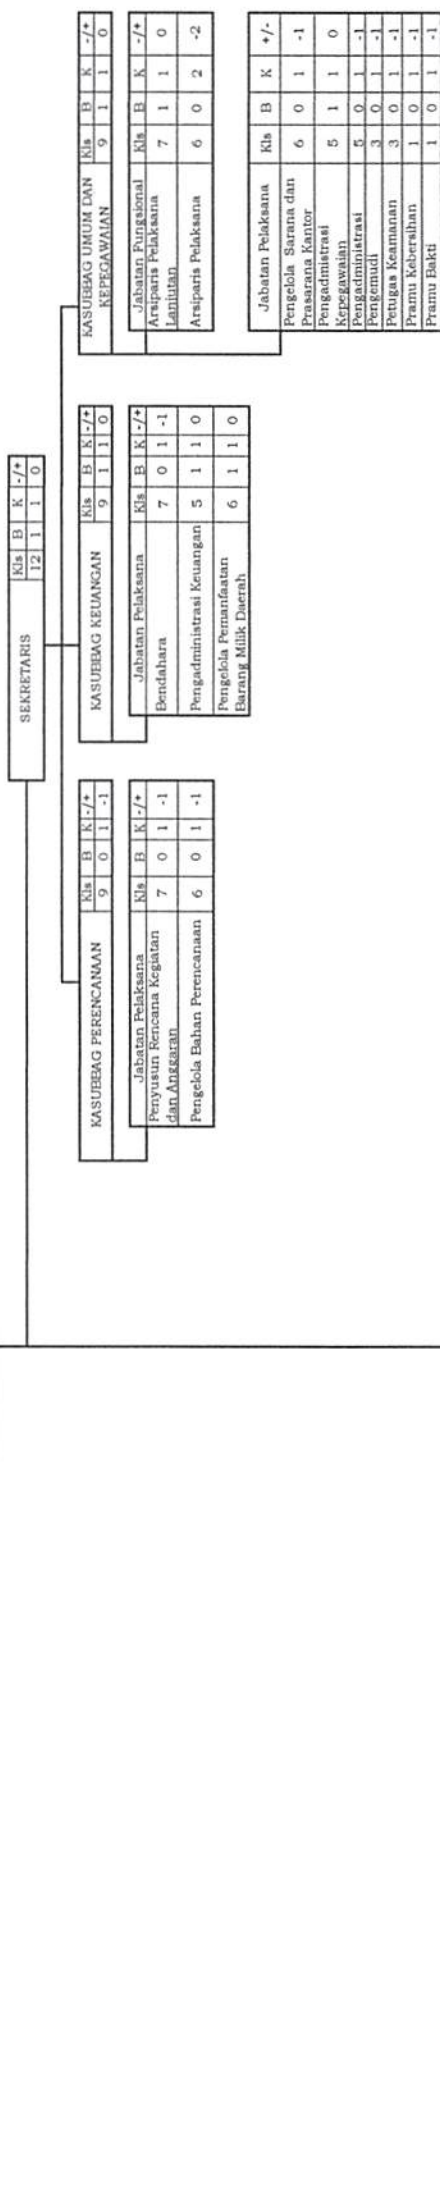 SEKRETARIS
Kls B K -/+
12 1 1 0
KASUBBAG PERENCANAAN
Kls B K -/+
9 0 1 -1
Jabatan Pelaksana Kls B K -/+
Penyusun Rencana Kegiatan
dan Anggaran 7 0 1 -1
Pengelola Bahan Perencanaan 6 0 1 -1
KASUBBAG KEUANGAN
Kls B K -/+
9 1 1 0
Jabatan Pelaksana Kls B K -/+
Bendahara 7 0 1 -1
Pengadministrasi Keuangan 5 1 1 0
Pengelola Pemanfaatan
Barang Milik Daerah 6 1 1 0
KASUBBAG UMUM DAN
KEPEGAWAIAN
Kls B K -/+
9 1 1 0
Jabatan Fungsional Kls B K -/+
Arsiparis Pelaksana
Lanjutan 7 1 1 0
Arsiparis Pelaksana 6 0 2 -2
Jabatan Pelaksana Kls B K +/-
Pengelola Sarana dan
Prasarana Kantor 6 0 1 -1
Pengadmistrasi
Kepegawaian 5 1 1 0
Pengadministrasi 5 0 1 -1
Pengemudi 3 0 1 -1
Petugas Keamanan 3 0 1 -1
Pramu Kebersihan 1 0 1 -1
Pramu Bakti 1 0 1 -1